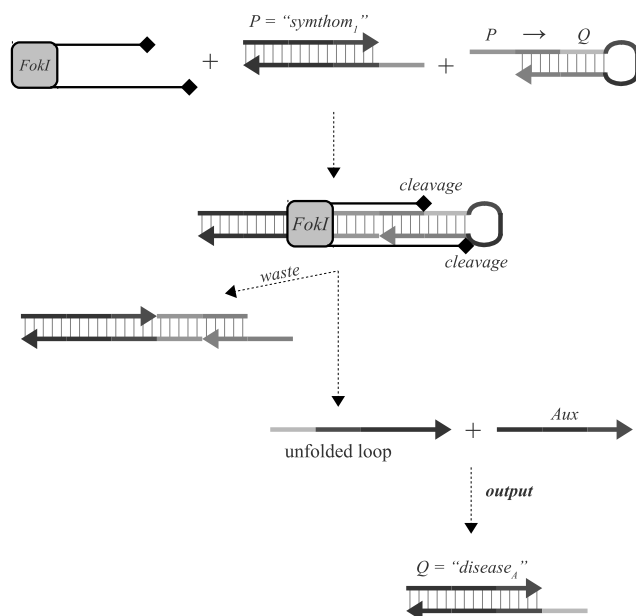 P = “symthom1”
P → Q
FokI
+
+
cleavage
FokI
cleavage
waste
Aux
+
unfolded loop
output
Q = “diseaseA”